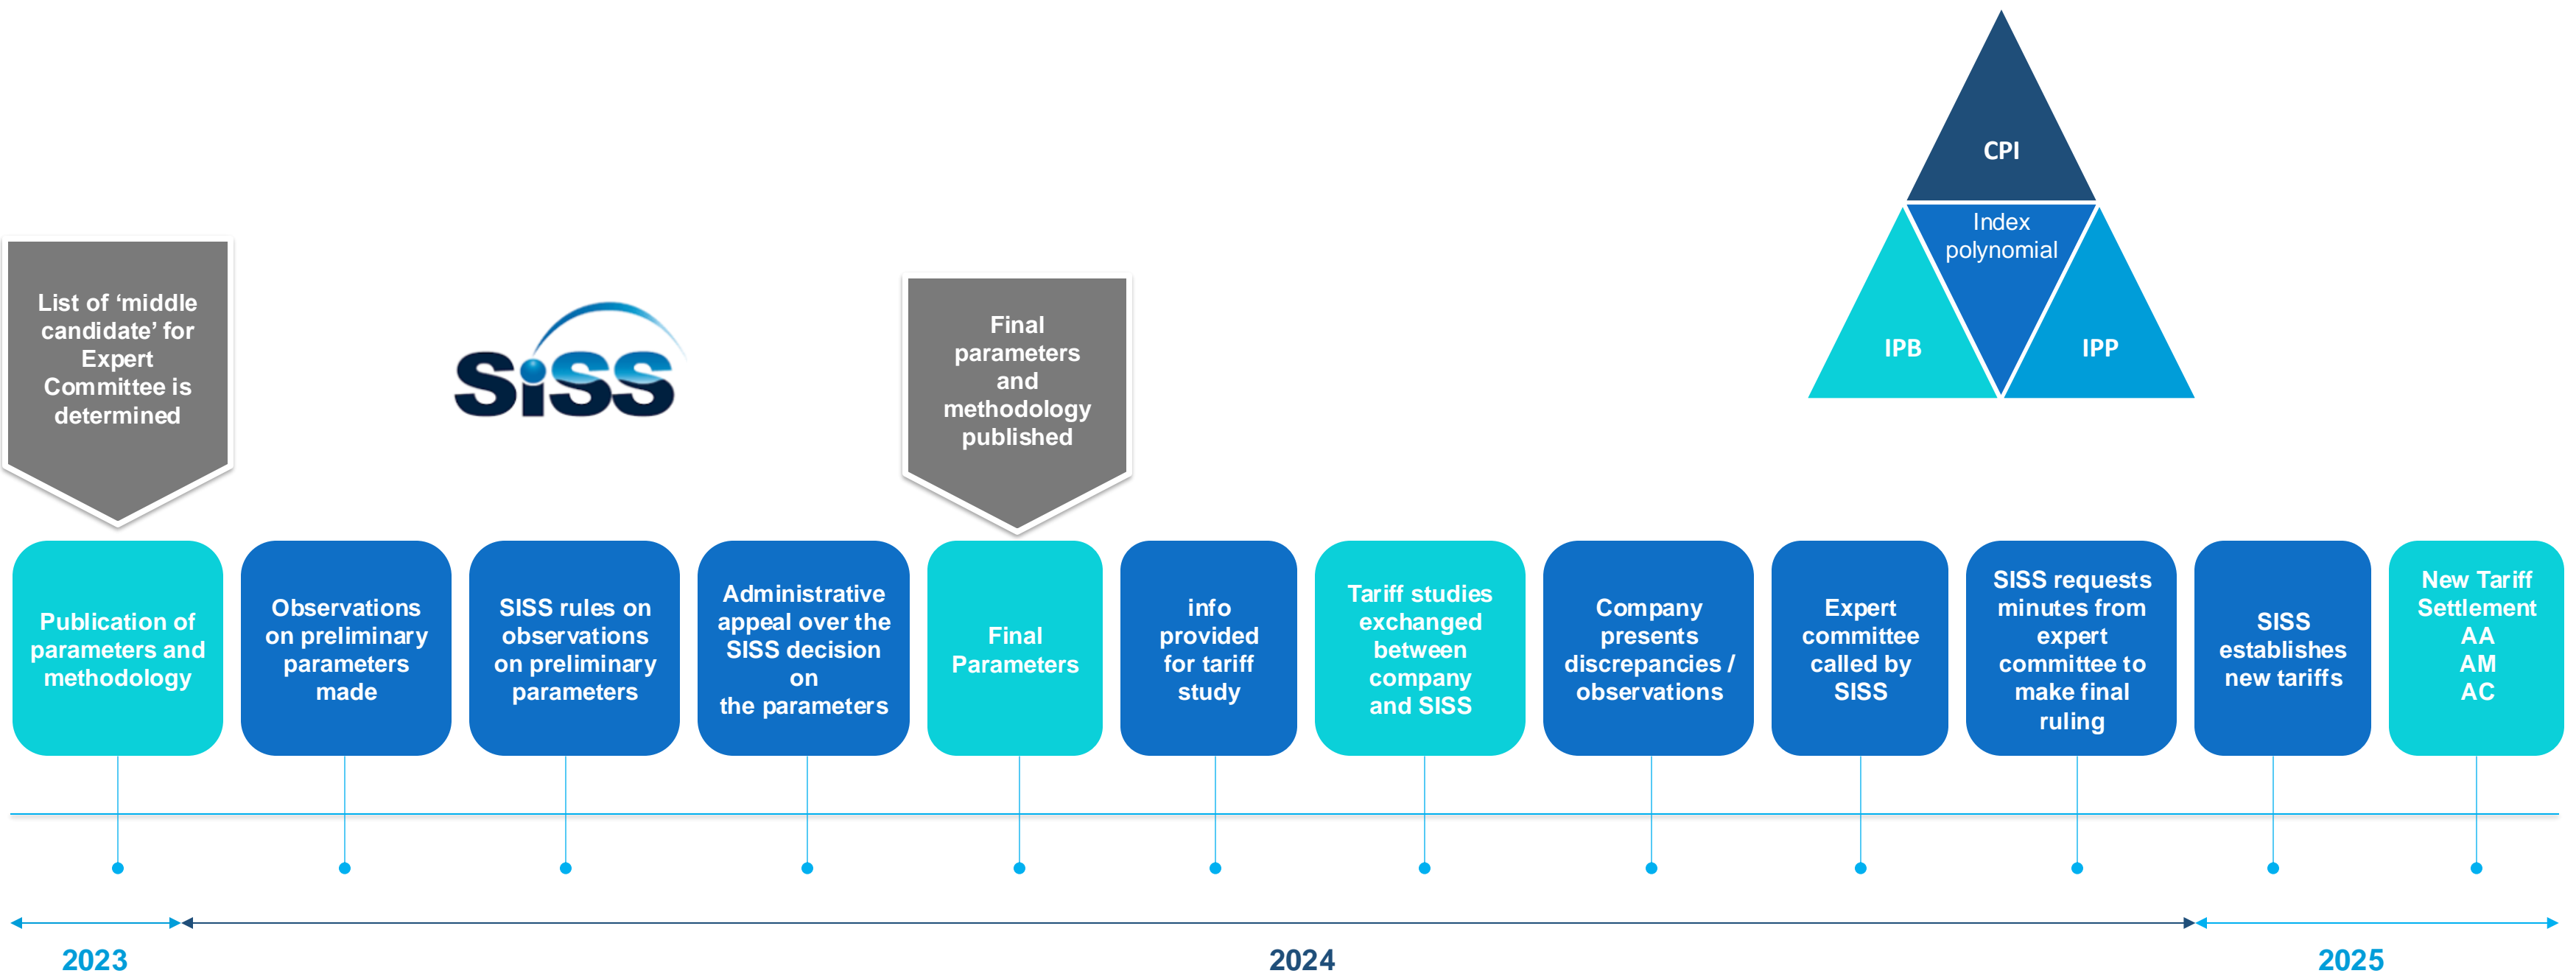 CPI
Index
polynomial
IPB
IPP
List of ‘middle
candidate’ for
Expert
Committee is
determined
SiSS
Final
parameters
and
methodology
published
Publication of
parameters and
methodology
Observations
on preliminary
parameters
made
SISS rules on
observations
on preliminary
parameters
Administrative
appeal over the
SISS decision
on
the parameters
Final
Parameters
info
provided
for tariff
study
Tariff studies
exchanged
between
company
and SISS
Company
presents
discrepancies /
observations
Expert
committee
called by
SISS
SISS requests
minutes from
expert
committee to
make final
ruling
SISS
establishes
new tariffs
New Tariff
Settlement
AA
AM
AC
2023
2024
2025